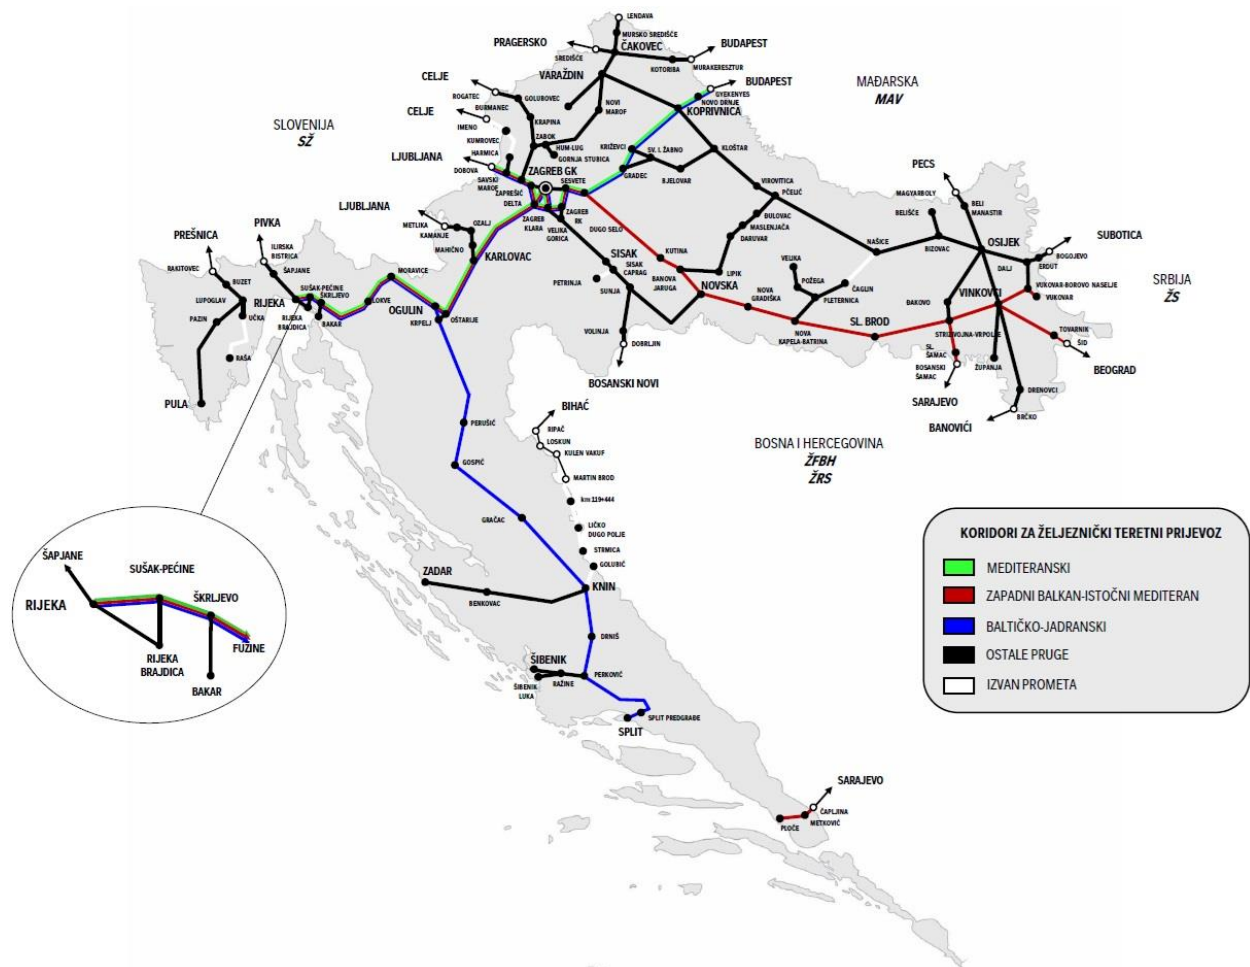 LENDAVA
MURSKO SREDIŠĆE
PRAGERSKO
ČAKOVEC
BUDAPEST
SREDIŠĆE
KOTORIBA
MURAKERESZTUR
CELJE
VARAŽDIN
BUDAPEST
MAĐARSKA
MAV
ROGATEC
GOLUBOVEC
GYEKENYES
NOVO DRNJE
ĐURMANEC
NOVI
MAROF
KOPRIVNICA
CELJE
KRAPINA
SLOVENIJA
SŽ
IMENO
ZABOK
KUMROVEC
HUM-LUG
KRIŽEVCI
SV. I. ŽABNO
KLOŠTAR
HARMICA
GORNJA STUBICA
LJUBLJANA
DOBOVA
ZAGREB GK
GRADEC
BJELOVAR
PECS
SAVSKI
MAROF
SESVETE
VIROVITICA
PČELIĆ
MAGYARBOLY
ZAPREŠIĆ
DELTA
ZAGREB
RK
BELI
MANASTIR
LJUBLJANA
ZAGREB
KLARA
VELIKA
GORICA
DUGO SELO
ĐULOVAC
MASLENJAČA
DARUVAR
BELIŠĆE
PIVKA
METLIKA
KAMANJE
OZALJ
PREŠNICA
MAHIČNO
SISAK
KUTINA
NAŠICE
BIZOVAC
OSIJEK
SUBOTICA
ILIRSKA
BISTRICA
KARLOVAC
SISAK
CAPRAG
BANOVA
JARUGA
LIPIK
VELIKA
DALJ
ERDUT
BOGOJEVO
RAKITOVEC
ŠAPJANE
MORAVICE
PETRINJA
SUNJA
POŽEGA
ČAGLIN
SRBIJA
ŽS
BUZET
SUŠAK-PEĆINE
NOVSKA
PLETERNICA
VUKOVAR-BOROVO NASELJE
VUKOVAR
LUPOGLAV
RIJEKA
ŠKRLJEVO
LOKVE
OGULIN
NOVA
GRADIŠKA
ĐAKOVO
VINKOVCI
PAZIN
UČKA
RIJEKA
BRAJDICA
BAKAR
KRPELJ
OŠTARIJE
VOLINJA
NOVA
KAPELA-BATRINA
SL. BROD
STRIZIVOJNA-VRPOLJE
TOVARNIK
ŠID
RAŠA
DOBRLJIN
SL.
ŠAMAC
BOSANSKI
ŠAMAC
ŽUPANJA
BEOGRAD
BOSANSKI NOVI
SARAJEVO
DRENOVCI
PULA
BIHAĆ
BANOVIĆI
BRČKO
PERUŠIĆ
RIPAČ
LOSKUN
KULEN VAKUF
BOSNA I HERCEGOVINA
ŽFBH
ŽRS
GOSPIĆ
MARTIN BROD
km 119+444
GRAČAC
LIČKO
DUGO POLJE
STRMICA
GOLUBIĆ
ŠAPJANE
SUŠAK-PEĆINE
ŠKRLJEVO
RIJEKA
FUŽINE
RIJEKA
BRAJDICA
BAKAR
ZADAR
KNIN
BENKOVAC
DRNIŠ
ŠIBENIK
ŠIBENIK
LUKA
RAŽINE
PERKOVIĆ
SPLIT PREDGRAĐE
SPLIT
SARAJEVO
ČAPLJINA
METKOVIĆ
PLOČE
KORIDORI ZA ŽELJEZNIČKI TERETNI PRIJEVOZ
MEDITERANSKI
ZAPADNI BALKAN-ISTOČNI MEDITERAN
BALTIČKO-JADRANSKI
OSTALE PRUGE
IZVAN PROMETA